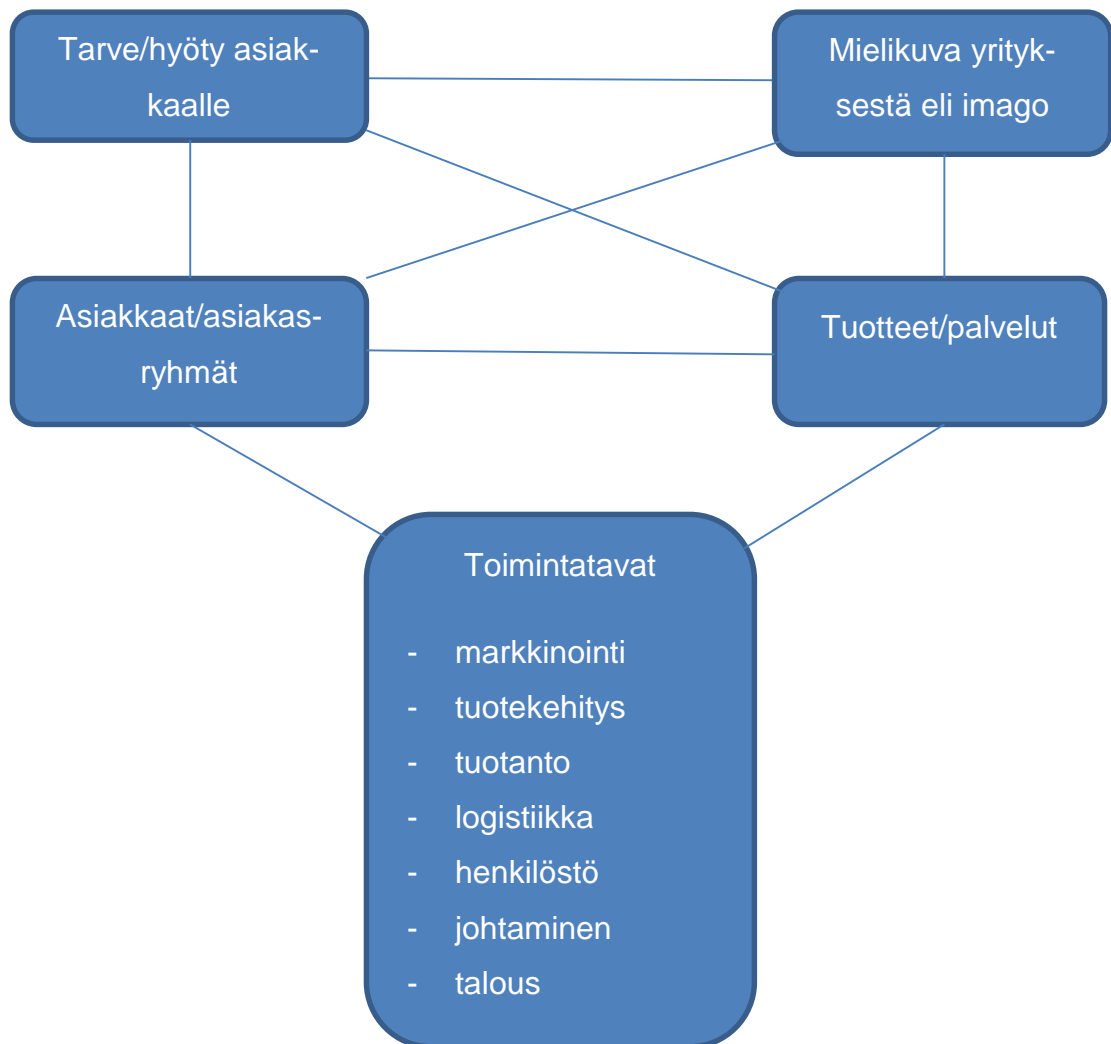 Tarve/hyöty asiak-
kaalle
Mielikuva yrityk-
sestä eli imago
Asiakkaat/asiakas-
ryhmät
Tuotteet/palvelut
Toimintatavat
- markkinointi
- tuotekehitys
- tuotanto
- logistiikka
- henkilöstö
- johtaminen
- talous